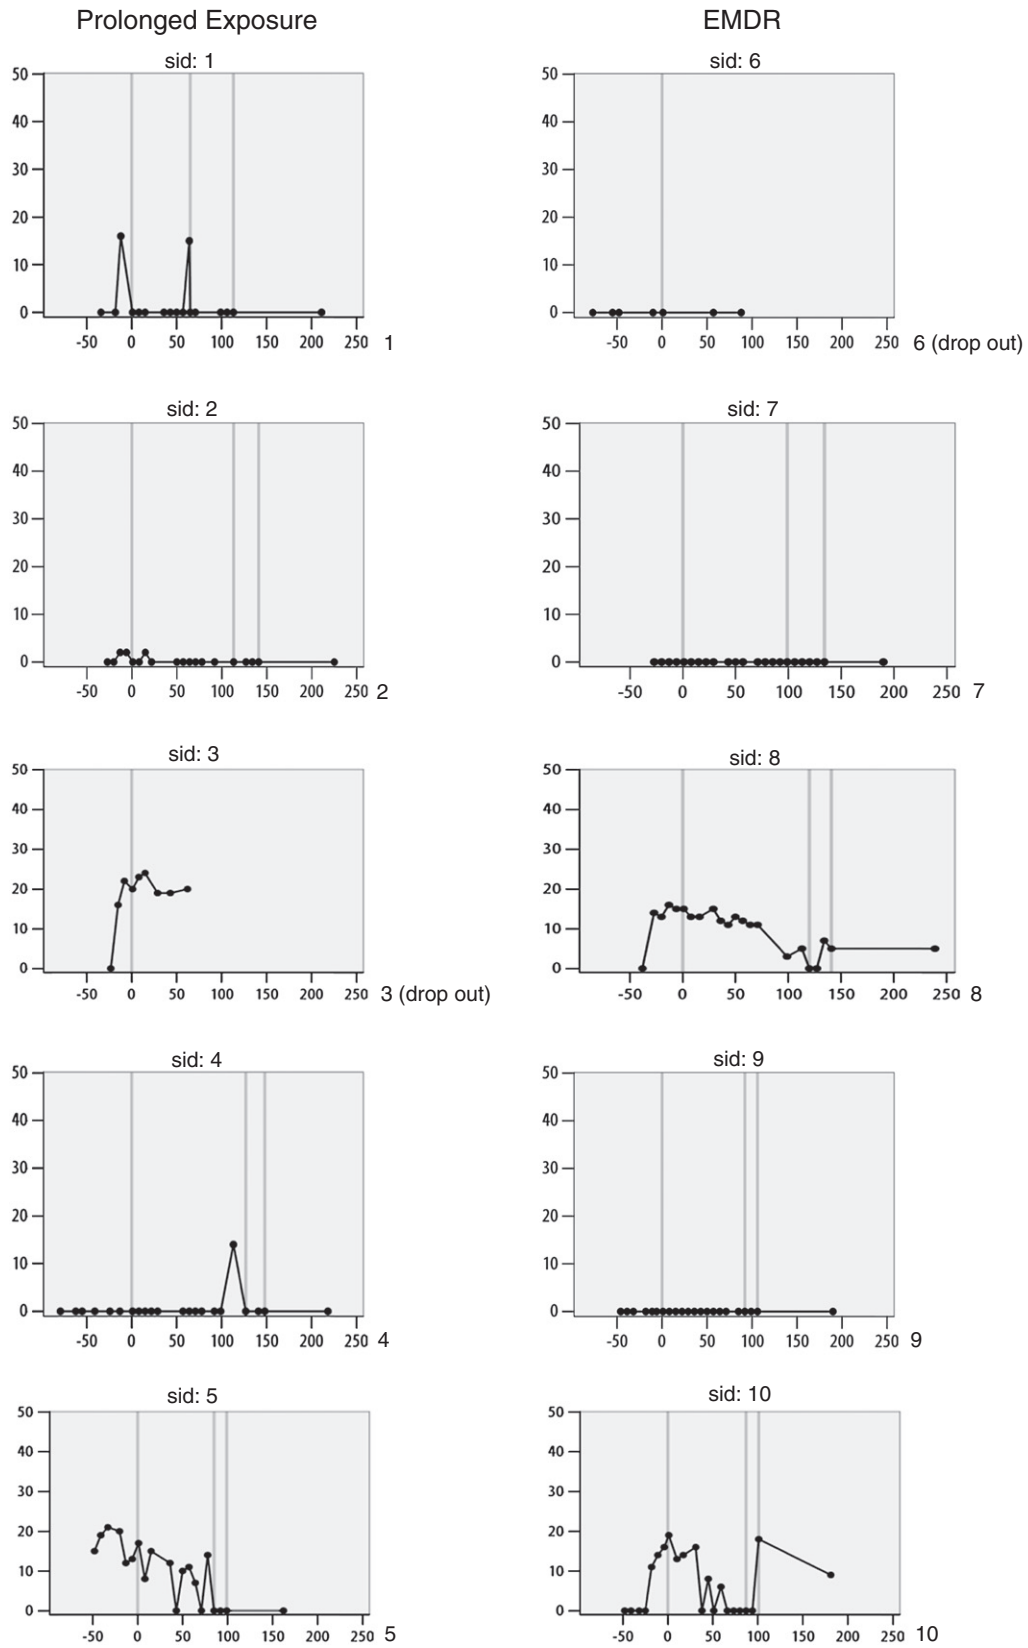 Prolonged Exposure
EMDR
sid: 1
50
40
30
20
10
0
-50 0 50 100 150 200 250 1
sid: 6
50
40
30
20
10
0
-50 0 50 100 150 200 250 6 (drop out)
sid: 2
50
40
30
20
10
0
-50 0 50 100 150 200 250 2
sid: 7
50
40
30
20
10
0
-50 0 50 100 150 200 250 7
sid: 3
50
40
30
20
10
0
-50 0 50 100 150 200 250 3 (drop out)
sid: 8
50
40
30
20
10
0
-50 0 50 100 150 200 250 8
sid: 4
50
40
30
20
10
0
-50 0 50 100 150 200 250 4
sid: 9
50
40
30
20
10
0
-50 0 50 100 150 200 250 9
sid: 5
50
40
30
20
10
0
-50 0 50 100 150 200 250 5
sid: 10
50
40
30
20
10
0
-50 0 50 100 150 200 250 10